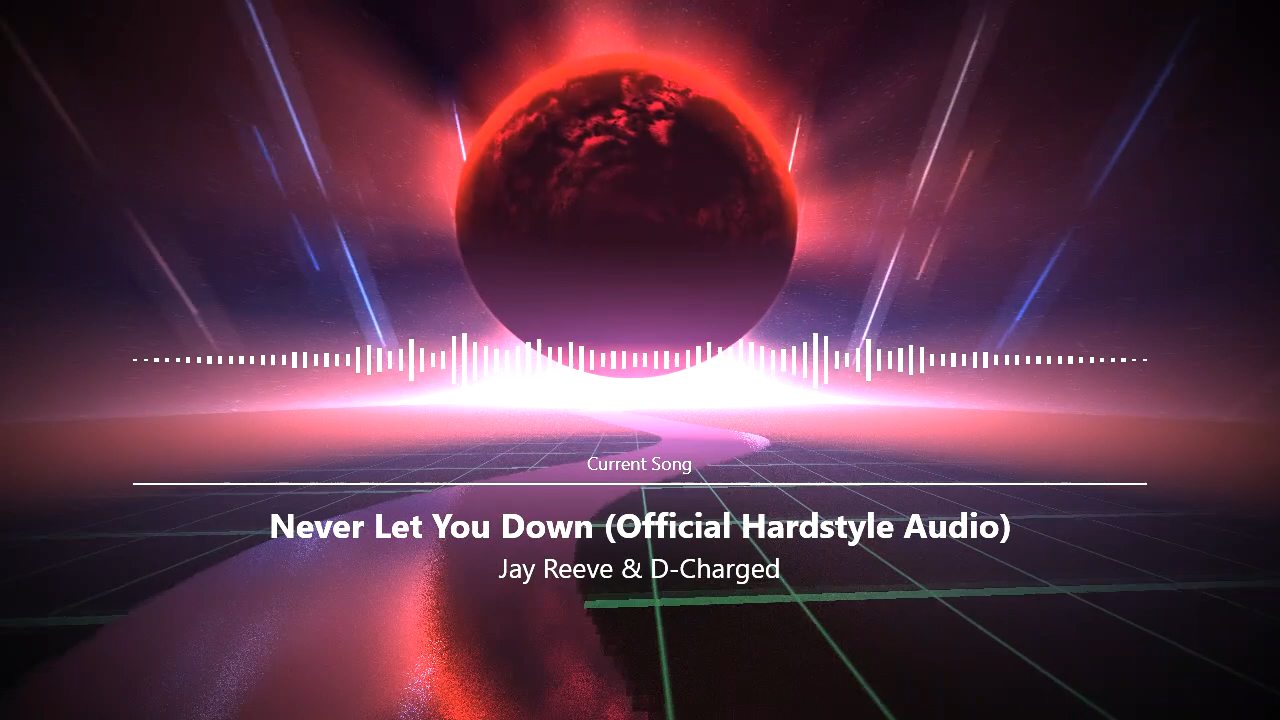 Current Song
Never Let You Down (Official Hardstyle Audio)
Jay Reeve & D-Charged